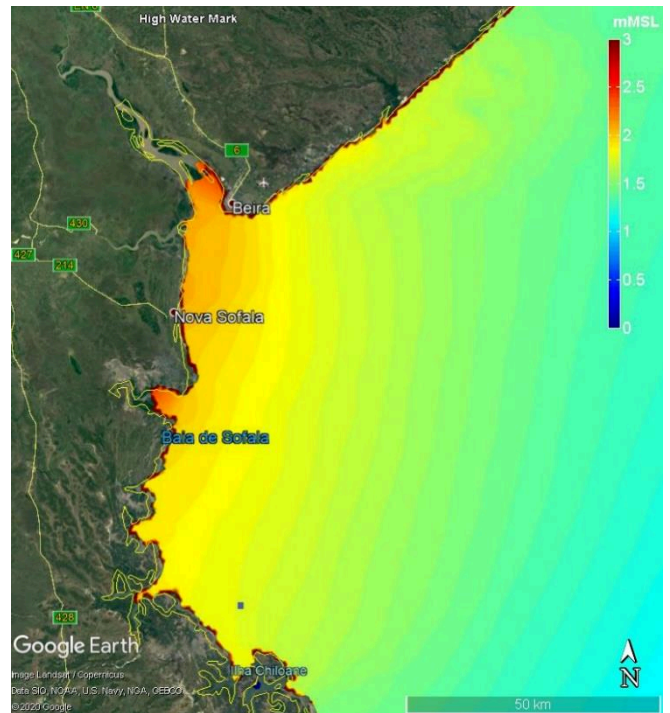 High Water Mark
mMSL
3
2.5
2
1.5
1
0.5
0
6
Beira
430
427
214
Nova Sofala
Baia de Sofala
428
Ilha Chiloane
Google Earth
Image Landsat / Copernicus
Data SIO, NOAA, U.S. Navy, NGA, GEBCO
© 2020 Google
N
50 km